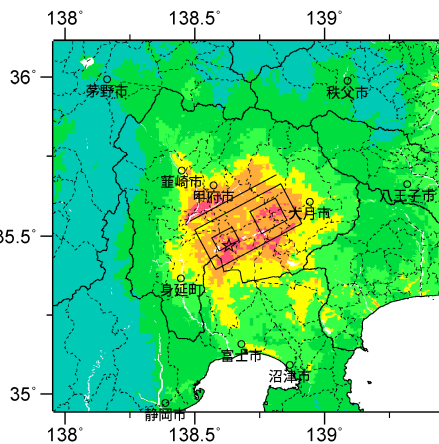 138° 138.5° 139°
36°
茅野市
秩父市
韮崎市
甲府市
八王子市
大月市
35.5°
身延町
富士市
沼津市
35°
静岡市
138° 138.5° 139°